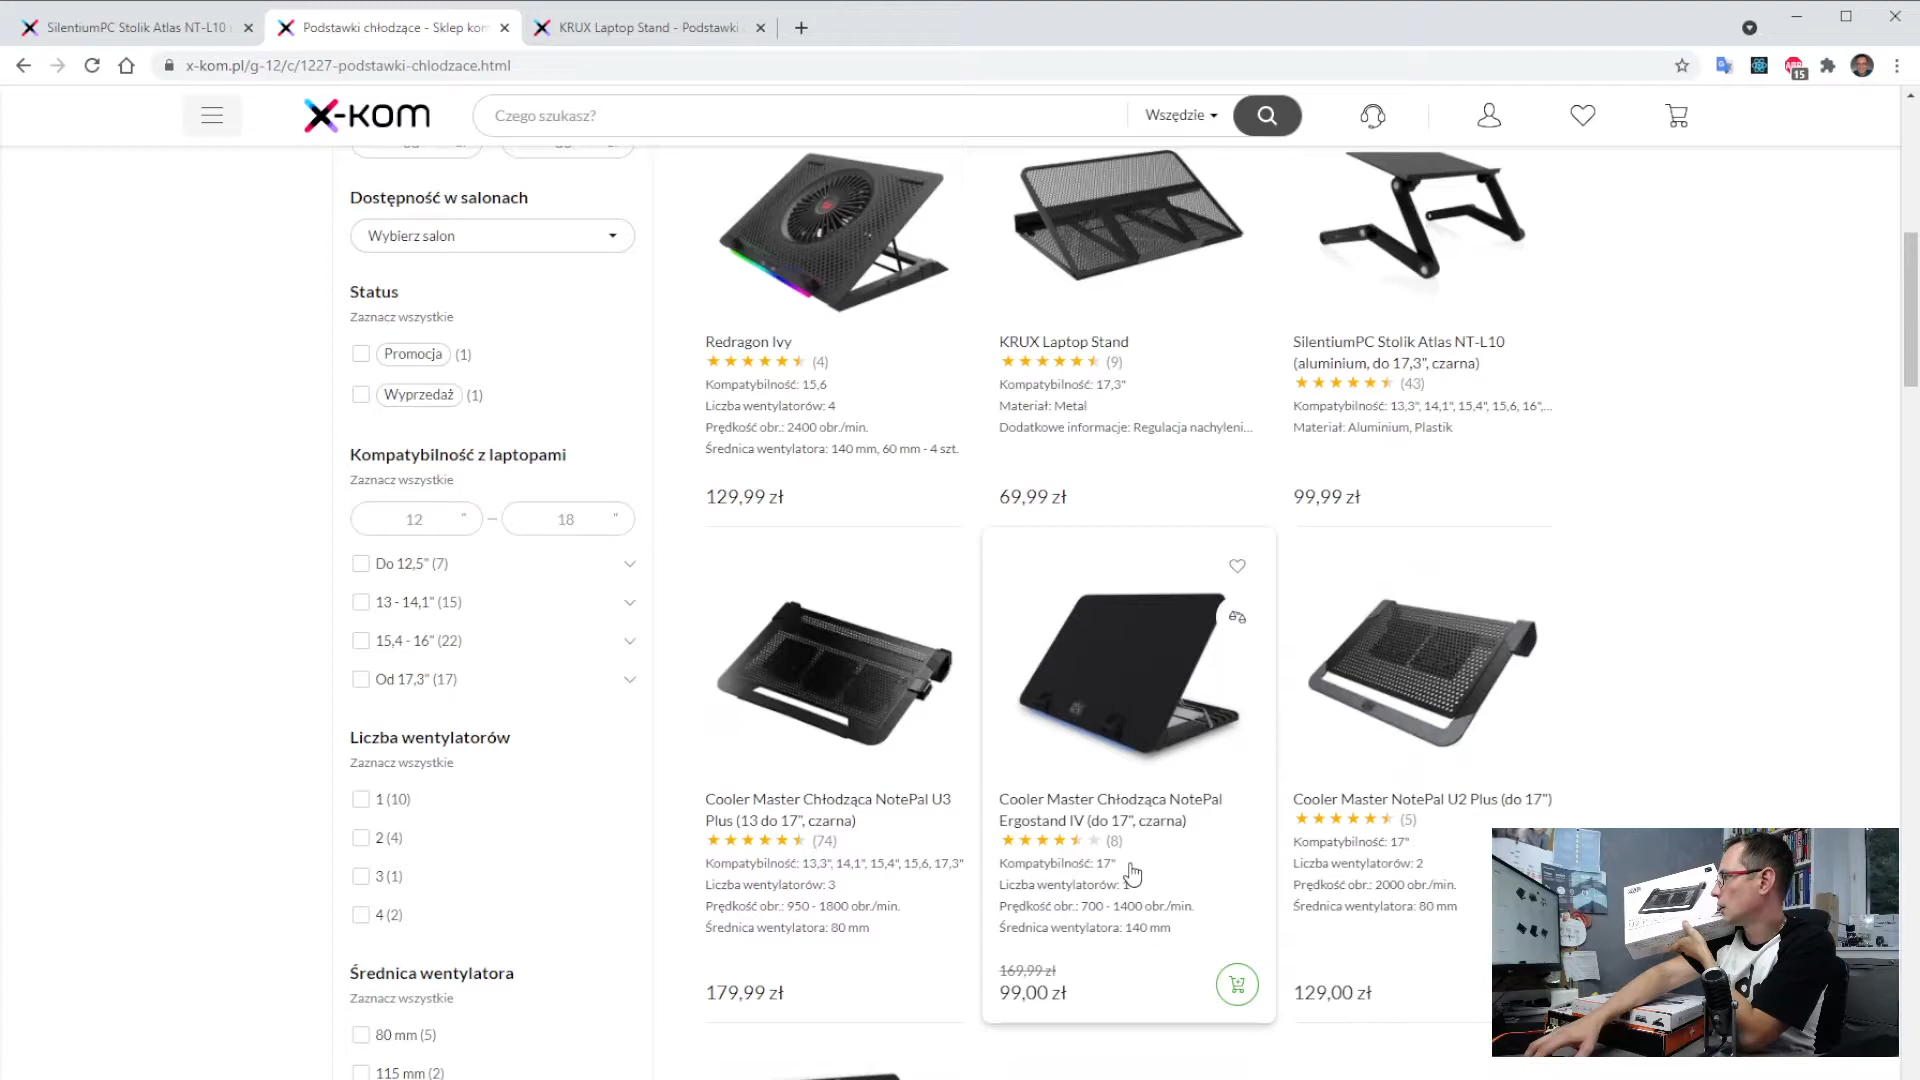 SilentiumPC Stolik Atlas NT-L10
Podstawki chłodzące - Sklep kom
KRUX Laptop Stand - Podstawki
x-kom.pl/g-12/c/1227-podstawki-chlodzace.html
15
x-kom
Czego szukasz?
Wszędzie
Dostępność w salonach
Wybierz salon
Status
Zaznacz wszystkie
Promocja (1)
Wyprzedaż (1)
Kompatybilność z laptopami
Zaznacz wszystkie
12 " – 18 "
Do 12,5" (7)
13 - 14,1" (15)
15,4 - 16" (22)
Od 17,3" (17)
Liczba wentylatorów
Zaznacz wszystkie
1 (10)
2 (4)
3 (1)
4 (2)
Średnica wentylatora
Zaznacz wszystkie
80 mm (5)
115 mm (2)
Redragon Ivy
(4)
Kompatybilność: 15,6
Liczba wentylatorów: 4
Prędkość obr.: 2400 obr./min.
Średnica wentylatora: 140 mm, 60 mm - 4 szt.
129,99 zł
KRUX Laptop Stand
(9)
Kompatybilność: 17,3"
Materiał: Metal
Dodatkowe informacje: Regulacja nachyleni...
69,99 zł
SilentiumPC Stolik Atlas NT-L10
(aluminium, do 17,3", czarna)
(43)
Kompatybilność: 13,3", 14,1", 15,4", 15,6, 16",...
Materiał: Aluminium, Plastik
99,99 zł
Cooler Master Chłodząca NotePal U3
Plus (13 do 17", czarna)
(74)
Kompatybilność: 13,3", 14,1", 15,4", 15,6, 17,3"
Liczba wentylatorów: 3
Prędkość obr.: 950 - 1800 obr./min.
Średnica wentylatora: 80 mm
179,99 zł
Cooler Master Chłodząca NotePal
Ergostand IV (do 17", czarna)
(8)
Kompatybilność: 17"
Liczba wentylatorów: 1
Prędkość obr.: 700 - 1400 obr./min.
Średnica wentylatora: 140 mm
169,99 zł
99,00 zł
Cooler Master NotePal U2 Plus (do 17")
(5)
Kompatybilność: 17"
Liczba wentylatorów: 2
Prędkość obr.: 2000 obr./min.
Średnica wentylatora: 80 mm
129,00 zł